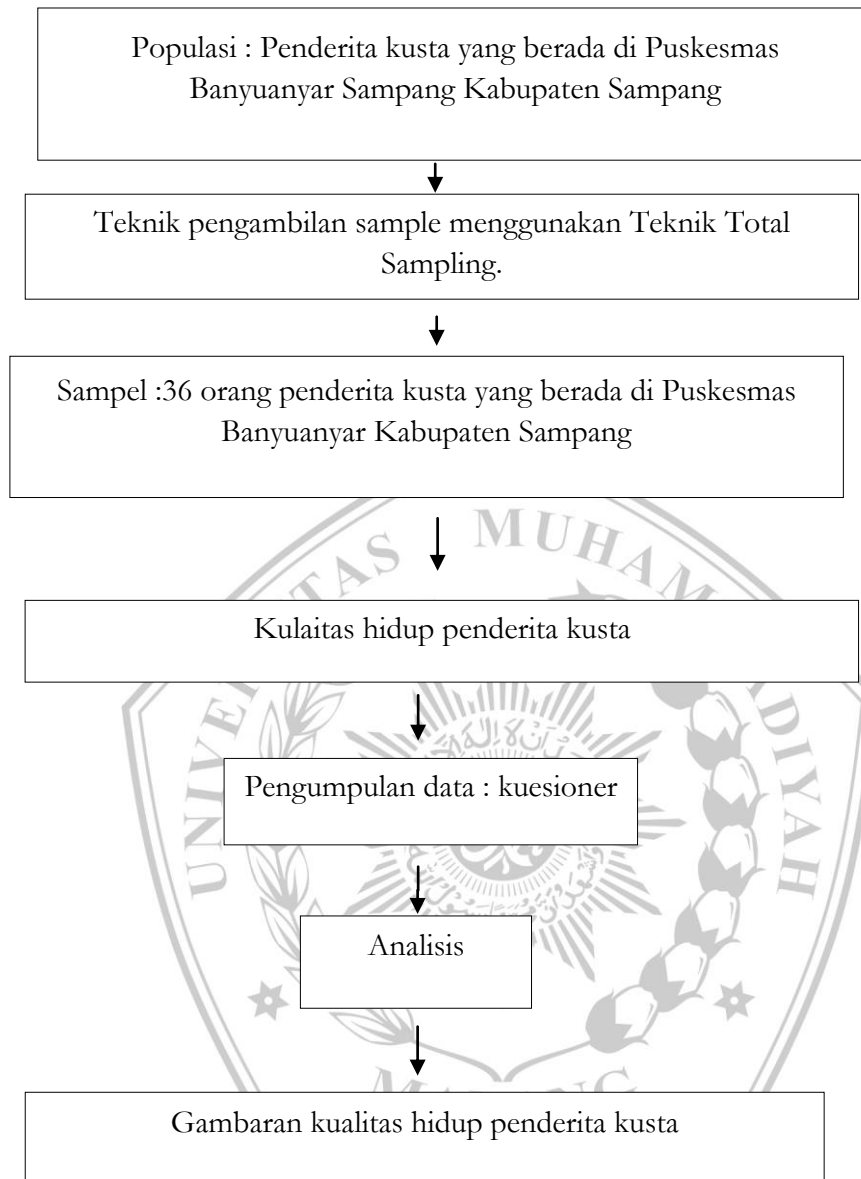 Populasi : Penderita kusta yang berada di Puskesmas
Banyuanyar Sampang Kabupaten Sampang
Teknik pengambilan sample menggunakan Teknik Total
Sampling.
Sampel :36 orang penderita kusta yang berada di Puskesmas
Banyuanyar Kabupaten Sampang
Kulaitas hidup penderita kusta
Pengumpulan data : kuesioner
Analisis
Gambaran kualitas hidup penderita kusta